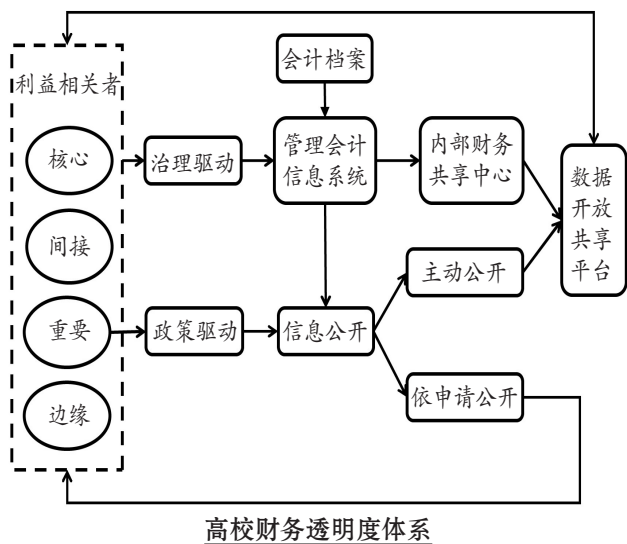 会计档案
利益相关者
核心
治理驱动
管理会计
信息系统
内部财务
共享中心
数据
开放
共享
平台
间接
主动公开
重要
政策驱动
信息公开
边缘
依申请公开
高校财务透明度体系